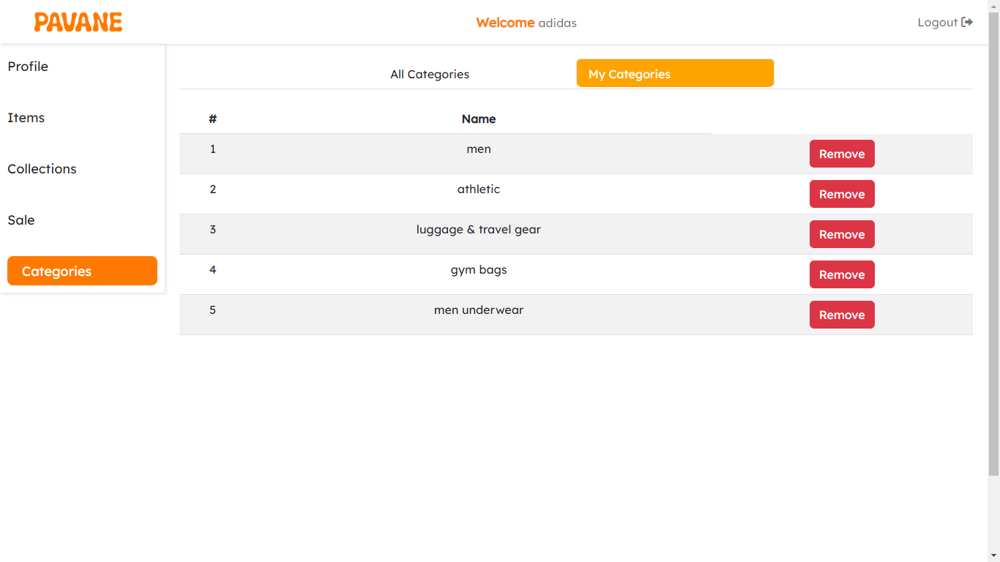 PAVANE
Welcome adidas
Logout
Profile
Items
Collections
Sale
Categories
All Categories
My Categories
# Name
1 men Remove
2 athletic Remove
3 luggage & travel gear Remove
4 gym bags Remove
5 men underwear Remove